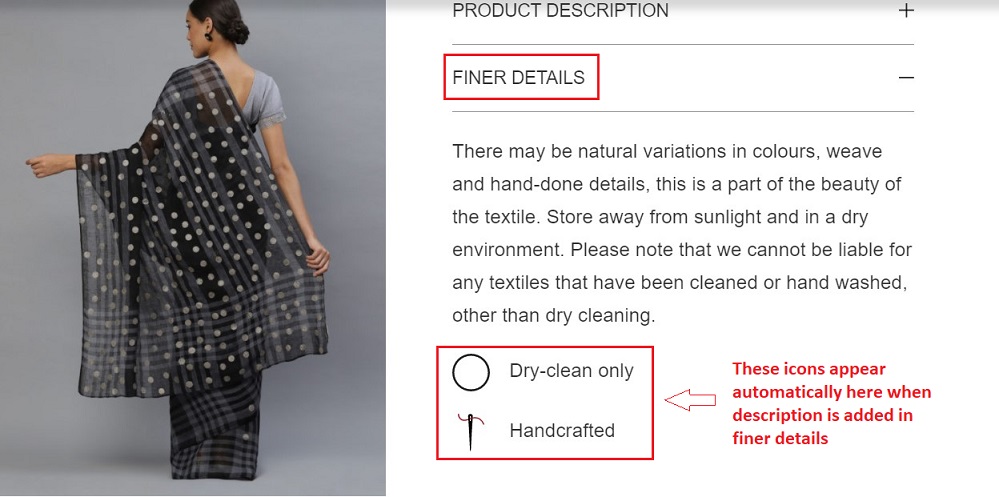 PRODUCT DESCRIPTION
FINER DETAILS
There may be natural variations in colours, weave
and hand-done details, this is a part of the beauty of
the textile. Store away from sunlight and in a dry
environment. Please note that we cannot be liable for
any textiles that have been cleaned or hand washed,
other than dry cleaning.
Dry-clean only
Handcrafted
These icons appear
automatically here when
description is added in
finer details